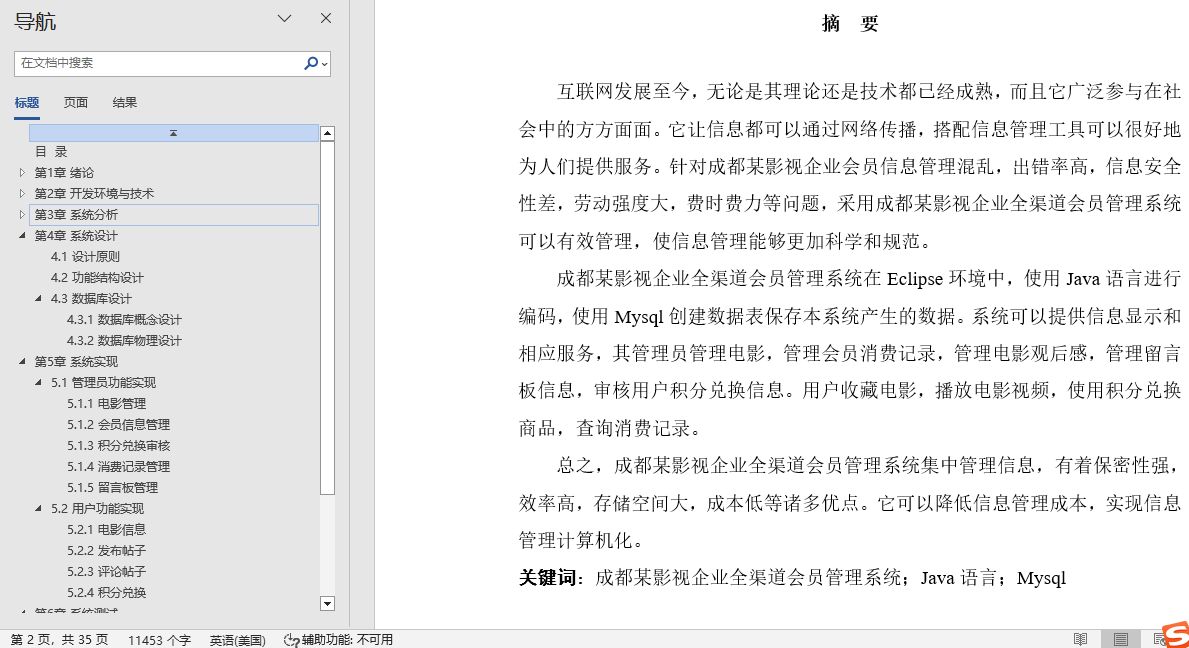 导航
在文档中搜索
标题 页面 结果
目 录
第1章 绪论
第2章 开发环境与技术
第3章 系统分析
第4章 系统设计
4.1 设计原则
4.2 功能结构设计
4.3 数据库设计
4.3.1 数据库概念设计
4.3.2 数据库物理设计
第5章 系统实现
5.1 管理员功能实现
5.1.1 电影管理
5.1.2 会员信息管理
5.1.3 积分兑换审核
5.1.4 消费记录管理
5.1.5 留言板管理
5.2 用户功能实现
5.2.1 电影信息
5.2.2 发布帖子
5.2.3 评论帖子
5.2.4 积分兑换
第6章 系统测试
摘 要
互联网发展至今，无论是其理论还是技术都已经成熟，而且它广泛参与在社
会中的方方面面。它让信息都可以通过网络传播，搭配信息管理工具可以很好地
为人们提供服务。针对成都某影视企业会员信息管理混乱，出错率高，信息安全
性差，劳动强度大，费时费力等问题，采用成都某影视企业全渠道会员管理系统
可以有效管理，使信息管理能够更加科学和规范。
成都某影视企业全渠道会员管理系统在 Eclipse 环境中，使用 Java 语言进行
编码，使用 Mysql 创建数据表保存本系统产生的数据。系统可以提供信息显示和
相应服务，其管理员管理电影，管理会员消费记录，管理电影观后感，管理留言
板信息，审核用户积分兑换信息。用户收藏电影，播放电影视频，使用积分兑换
商品，查询消费记录。
总之，成都某影视企业全渠道会员管理系统集中管理信息，有着保密性强，
效率高，存储空间大，成本低等诸多优点。它可以降低信息管理成本，实现信息
管理计算机化。
关键词：成都某影视企业全渠道会员管理系统；Java 语言；Mysql
第 2 页，共 35 页 11453 个字 英语(美国) 辅助功能: 不可用